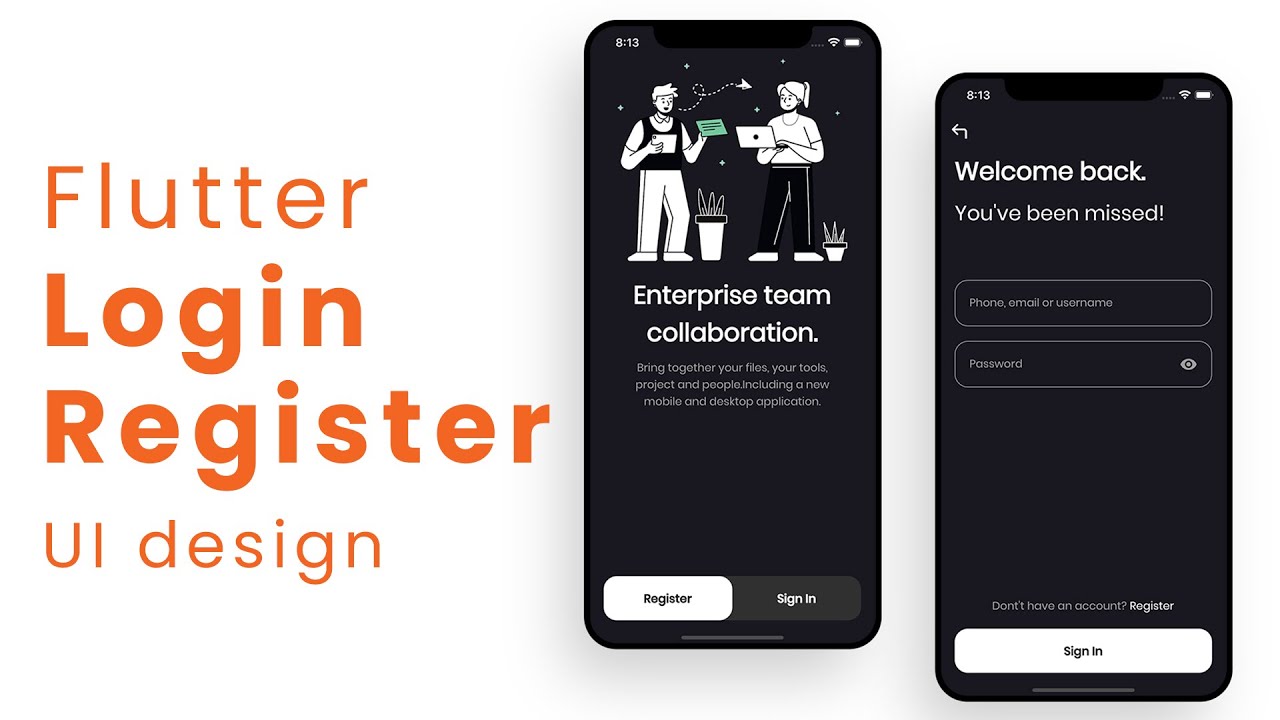 Flutter
Login
Register
UI design
8:13
Enterprise team
collaboration.
Bring together your files, your tools,
project and people.Including a new
mobile and desktop application.
Register
Sign In
8:13
Welcome back.
You've been missed!
Phone, email or username
Password
Dont't have an account? Register
Sign In